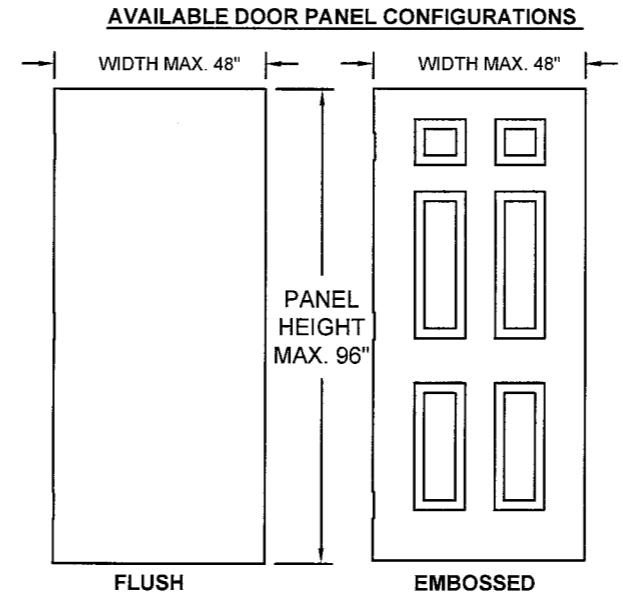 AVAILABLE DOOR PANEL CONFIGURATIONS
WIDTH MAX. 48"
WIDTH MAX. 48"
PANEL
HEIGHT
MAX. 96"
FLUSH
EMBOSSED